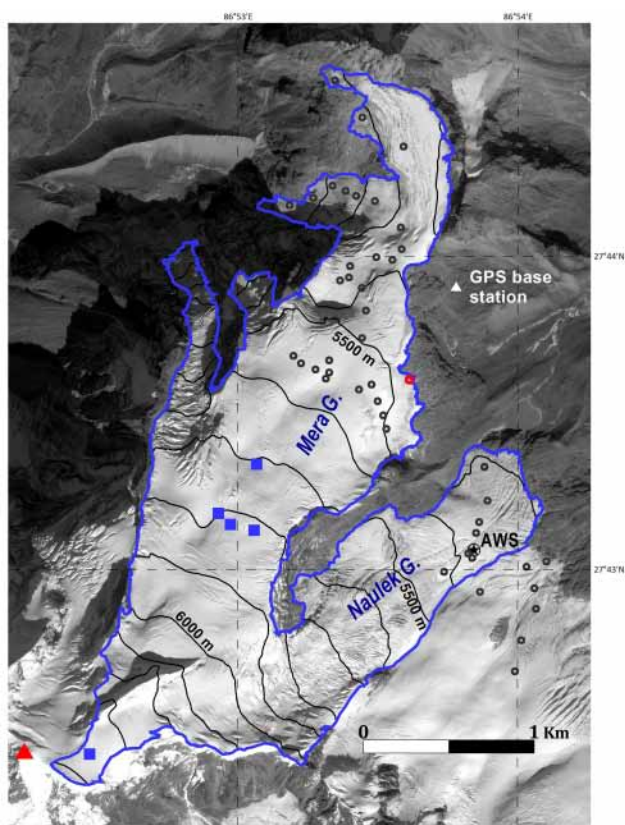 86°53'E
86°54'E
27°44'N
GPS base
station
5500 m
Mera G.
AWS
27°43'N
Naulek G.
5500 m
6000 m
0
1 Km